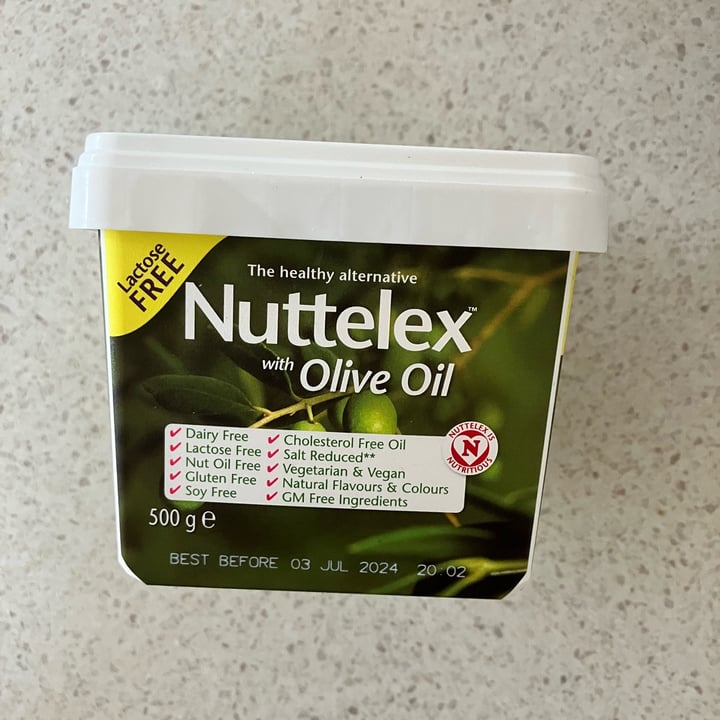 Lactose
FREE
The healthy alternative
Nuttelex™
with Olive Oil
✔ Dairy Free
✔ Lactose Free
✔ Nut Oil Free
✔ Gluten Free
✔ Soy Free
✔ Cholesterol Free Oil
✔ Salt Reduced**
✔ Vegetarian & Vegan
✔ Natural Flavours & Colours
✔ GM Free Ingredients
NUTTELEX IS
N
NUTRITIOUS
500 g ℮
BEST BEFORE 03 JUL 2024 20:02